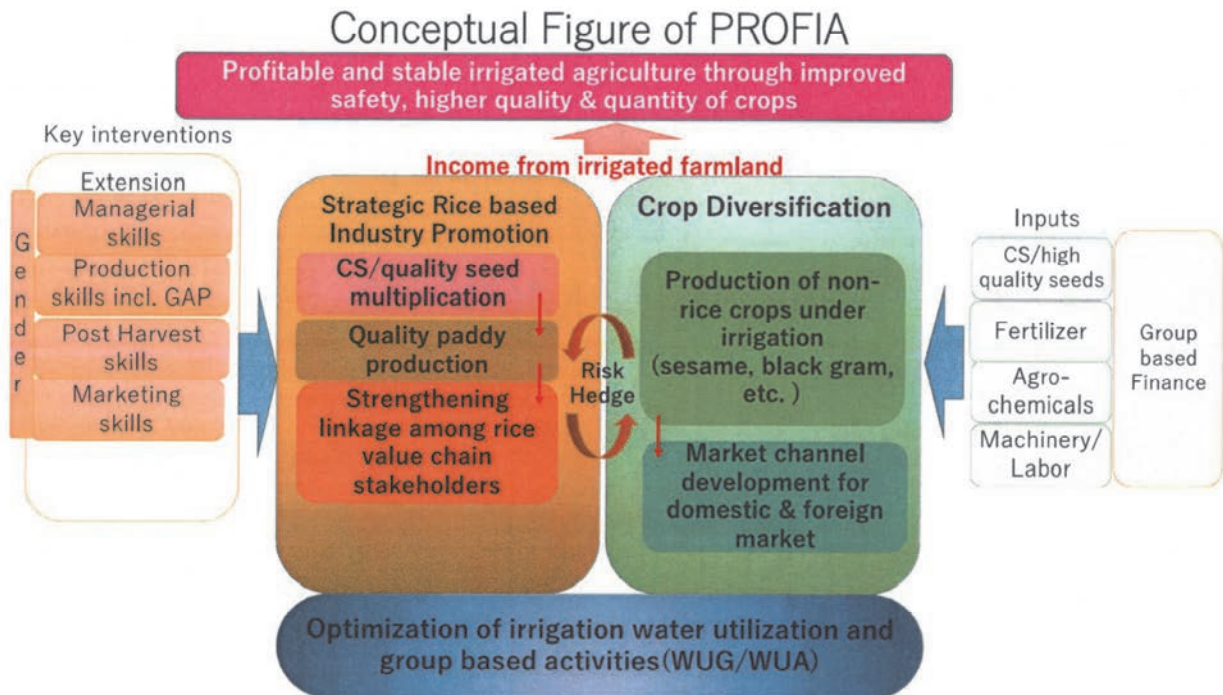 Conceptual Figure of PROFIA
Profitable and stable irrigated agriculture through improved
safety, higher quality & quantity of crops
Key interventions
Income from irrigated farmland
Gender
Extension
Managerial
skills
Production
skills incl. GAP
Post Harvest
skills
Marketing
skills
Strategic Rice based
Industry Promotion
CS/quality seed
multiplication
Quality paddy
production
Strengthening
linkage among rice
value chain
stakeholders
Risk
Hedge
Crop Diversification
Production of non-
rice crops under
irrigation
(sesame, black gram,
etc. )
Market channel
development for
domestic & foreign
market
Inputs
CS/high
quality seeds
Fertilizer
Agro-
chemicals
Machinery/
Labor
Group
based
Finance
Optimization of irrigation water utilization and
group based activities(WUG/WUA)